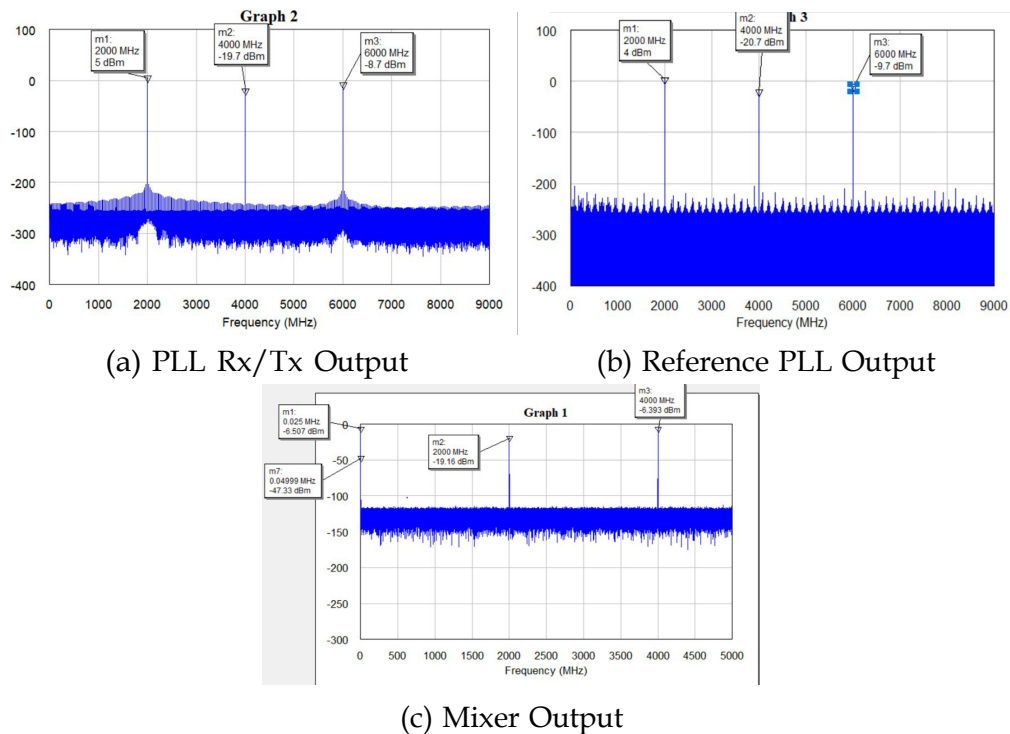 Graph 2
m1:
2000 MHz
5 dBm
m2:
4000 MHz
-19.7 dBm
m3:
6000 MHz
-8.7 dBm
100
0
-100
-200
-300
-400
0 1000 2000 3000 4000 5000 6000 7000 8000 9000
Frequency (MHz)
(a) PLL Rx/Tx Output
h 3
m1:
2000 MHz
4 dBm
m2:
4000 MHz
-20.7 dBm
m3:
6000 MHz
-9.7 dBm
100
0
-100
-200
-300
-400
0 1000 2000 3000 4000 5000 6000 7000 8000 9000
Frequency (MHz)
(b) Reference PLL Output
Graph 1
m1:
0.025 MHz
-6.507 dBm
m7:
0.04999 MHz
-47.33 dBm
m2:
2000 MHz
-19.16 dBm
m3:
4000 MHz
-6.393 dBm
0
-50
-100
-150
-200
-250
-300
0 500 1000 1500 2000 2500 3000 3500 4000 4500 5000
Frequency (MHz)
(c) Mixer Output